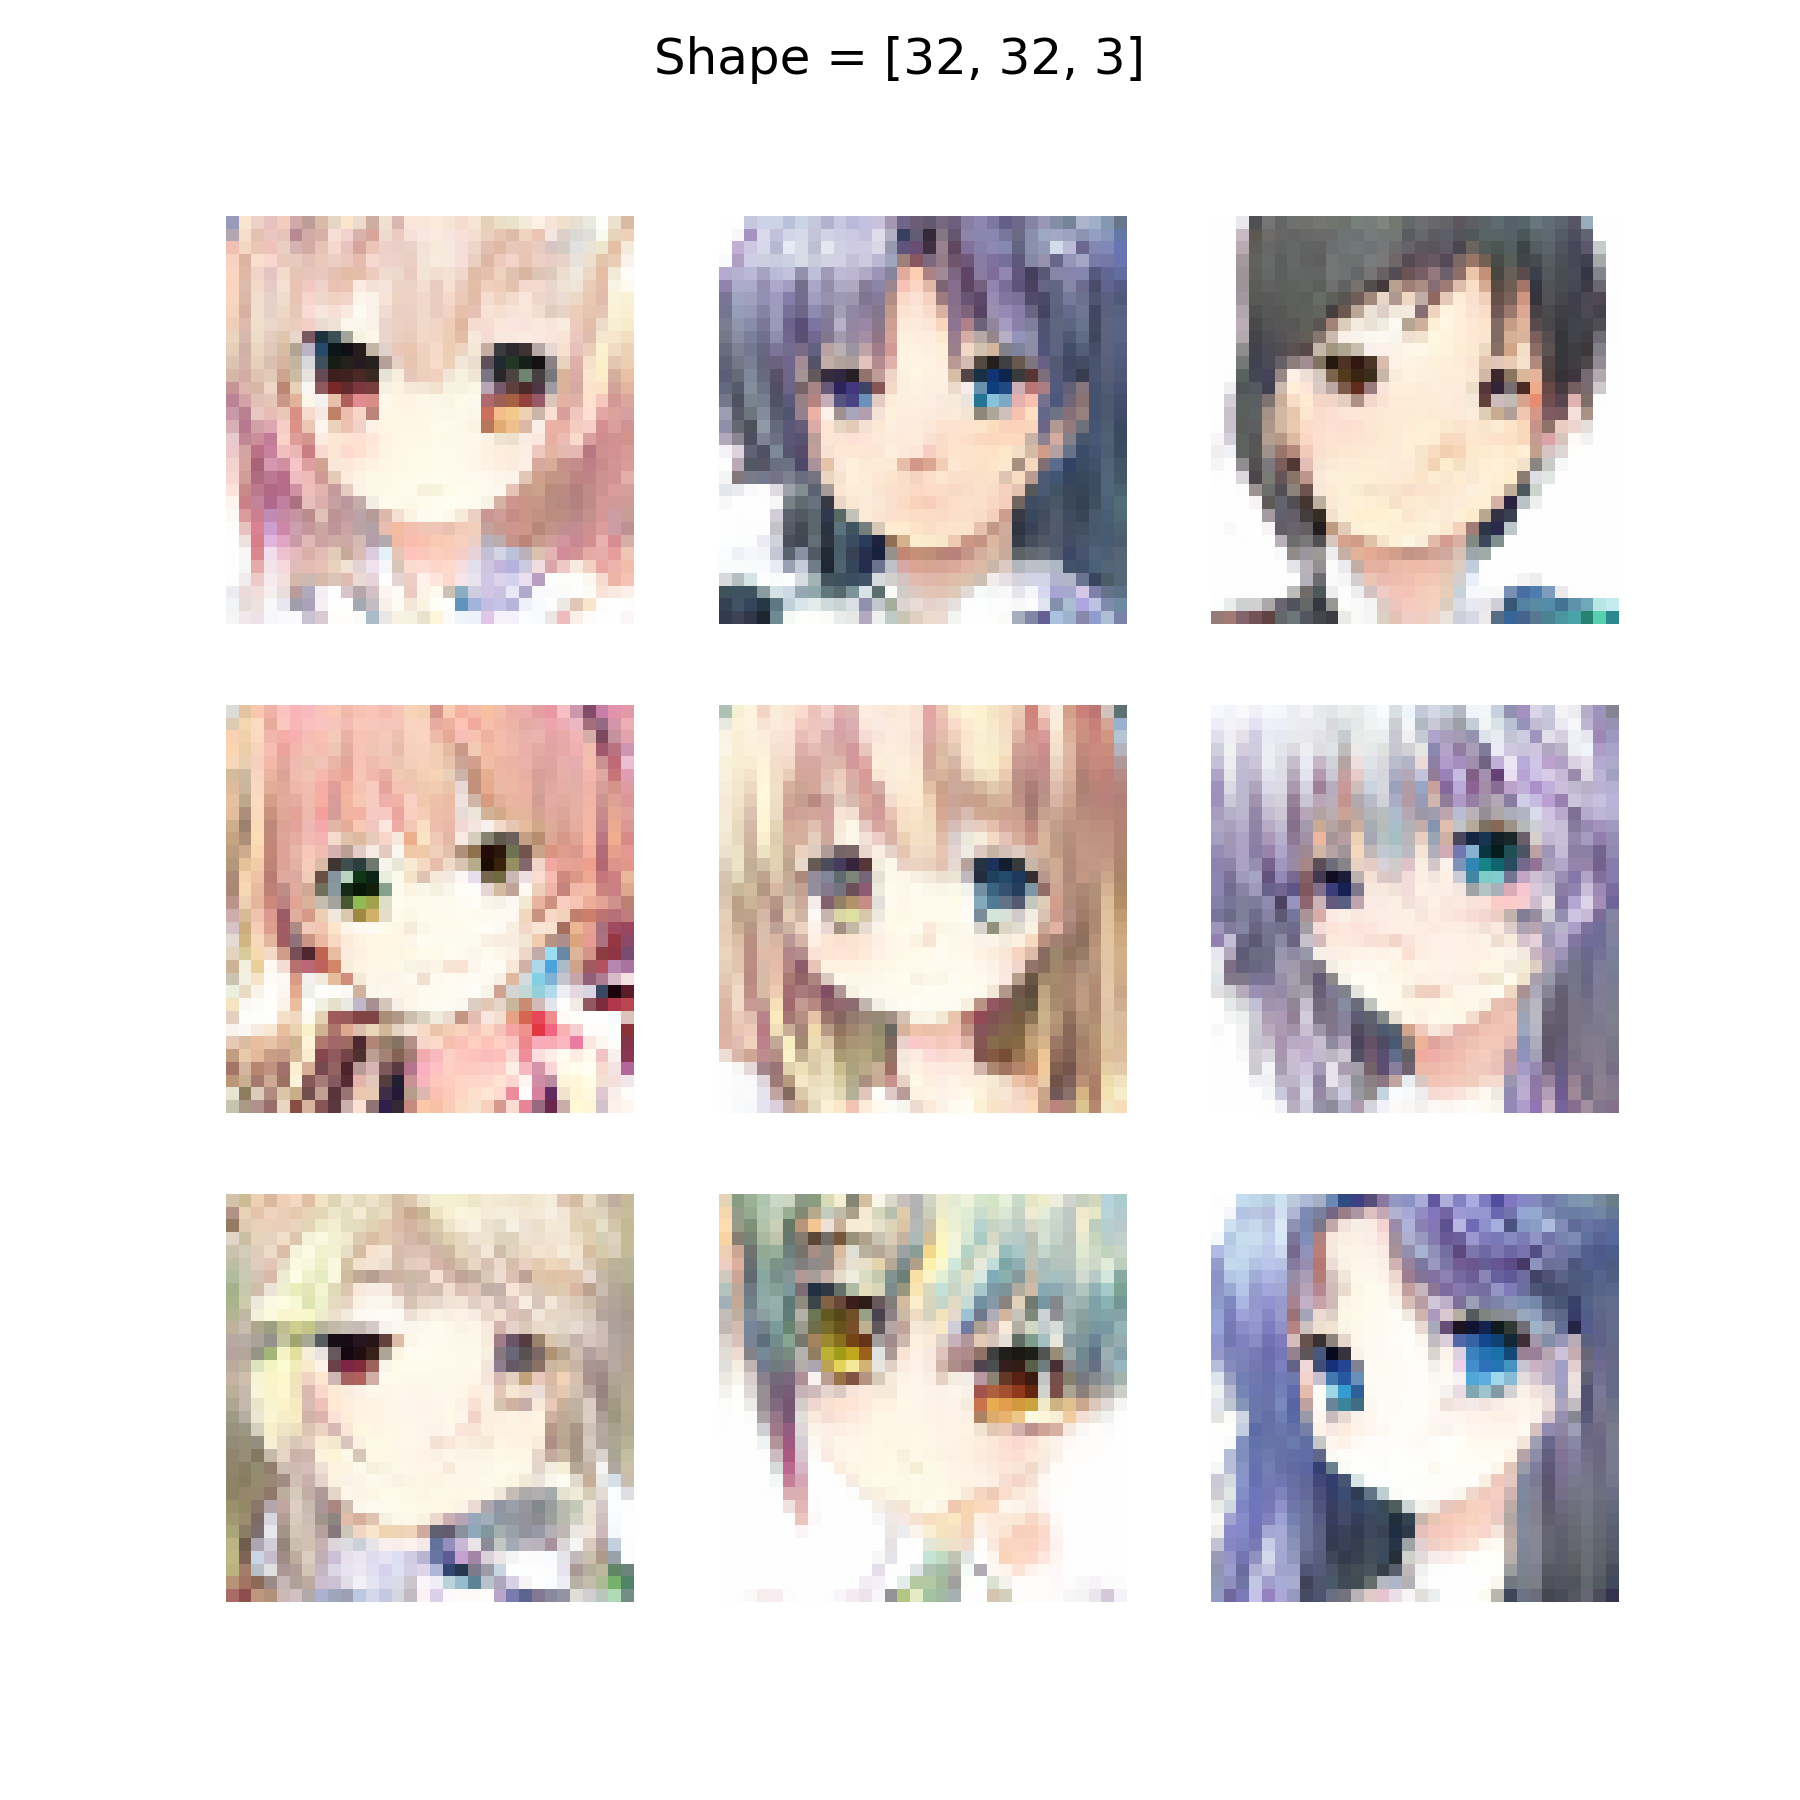 Shape = [32, 32, 3]